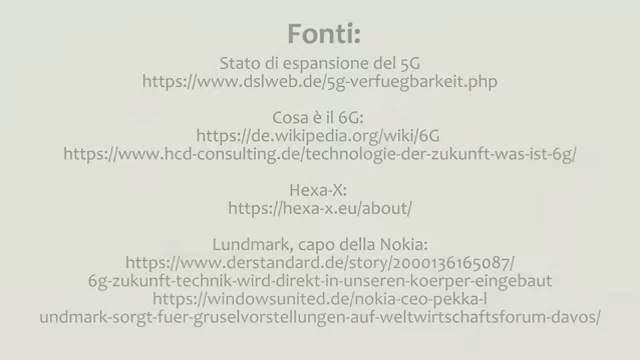 Fonti:
Stato di espansione del 5G
https://www.dslweb.de/5g-verfuegbarkeit.php
Cosa è il 6G:
https://de.wikipedia.org/wiki/6G
https://www.hcd-consulting.de/technologie-der-zukunft-was-ist-6g/
Hexa-X:
https://hexa-x.eu/about/
Lundmark, capo della Nokia:
https://www.derstandard.de/story/2000136165087/
6g-zukunft-technik-wird-direkt-in-unseren-koerper-eingebaut
https://windowsunited.de/nokia-ceo-pekka-l
undmark-sorgt-fuer-gruselvorstellungen-auf-weltwirtschaftsforum-davos/